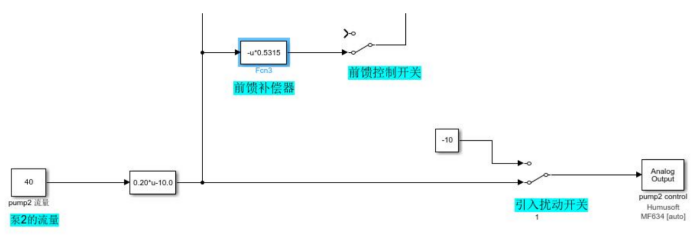 -u*0.5315
Fcn3
前馈补偿器
前馈控制开关
-10
40
pump2 流量
泵2的流量
0.20*u-10.0
引入扰动开关
1
Analog
Output
pump2 control
Humusoft
MF634 [auto]